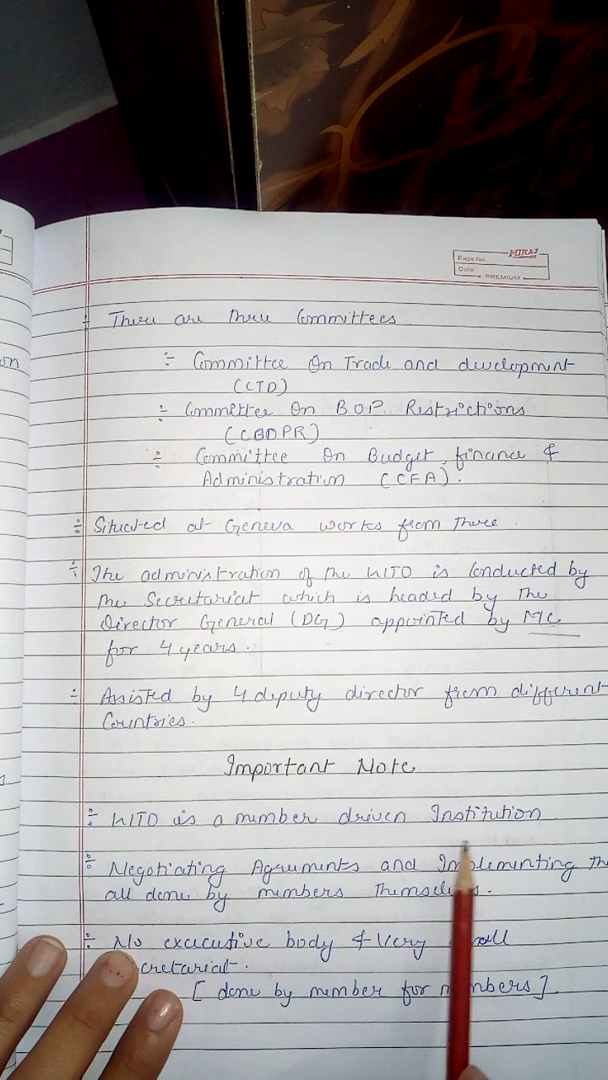 MIRAJ
Page No.
Date:
PREMIUM
There are three Committees
Committee On Trade and development
(CTD)
Committee On B O P Restrictions
(CBOPR)
Committee On Budget, finance &
Administration (CFA).
Situated at Geneva works from There.
The administration of the WTO is Conducted by
the Secretariat which is headed by The
Director General (DG) appointed by MC
for 4 years.
Assisted by 4 deputy director from different
Countries.
Important Note
WTO is a member driven Institution
Negotiating Agreements and Implementing
all done by members Themselves.
No executive body & Very
[ done by member for members ].
on